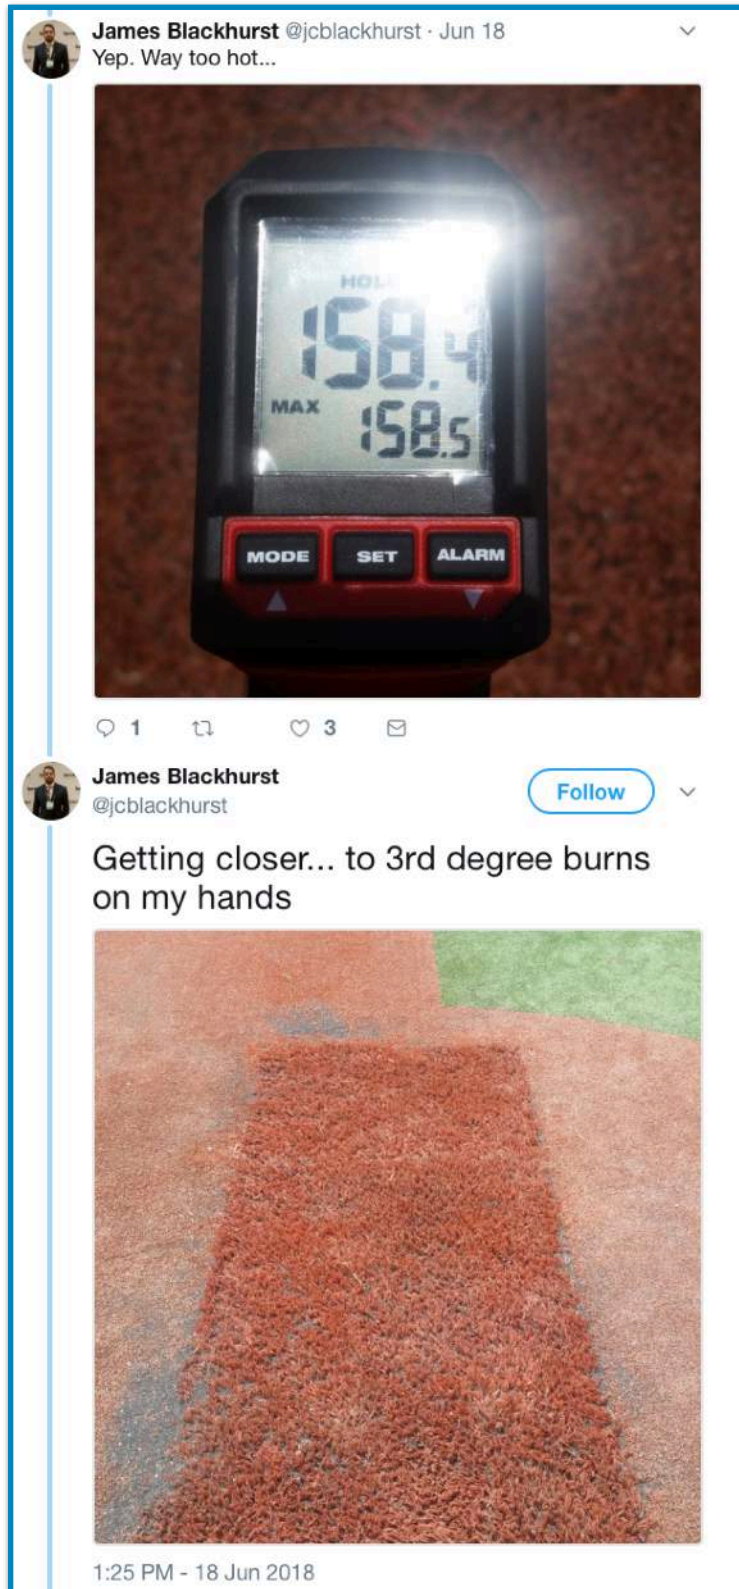 James Blackhurst @jcblackhurst · Jun 18
Yep. Way too hot...
HOL
158.4
MAX
158.5
MODE SET ALARM
1 3
James Blackhurst
@jcblackhurst
Follow
Getting closer... to 3rd degree burns
on my hands
1:25 PM - 18 Jun 2018